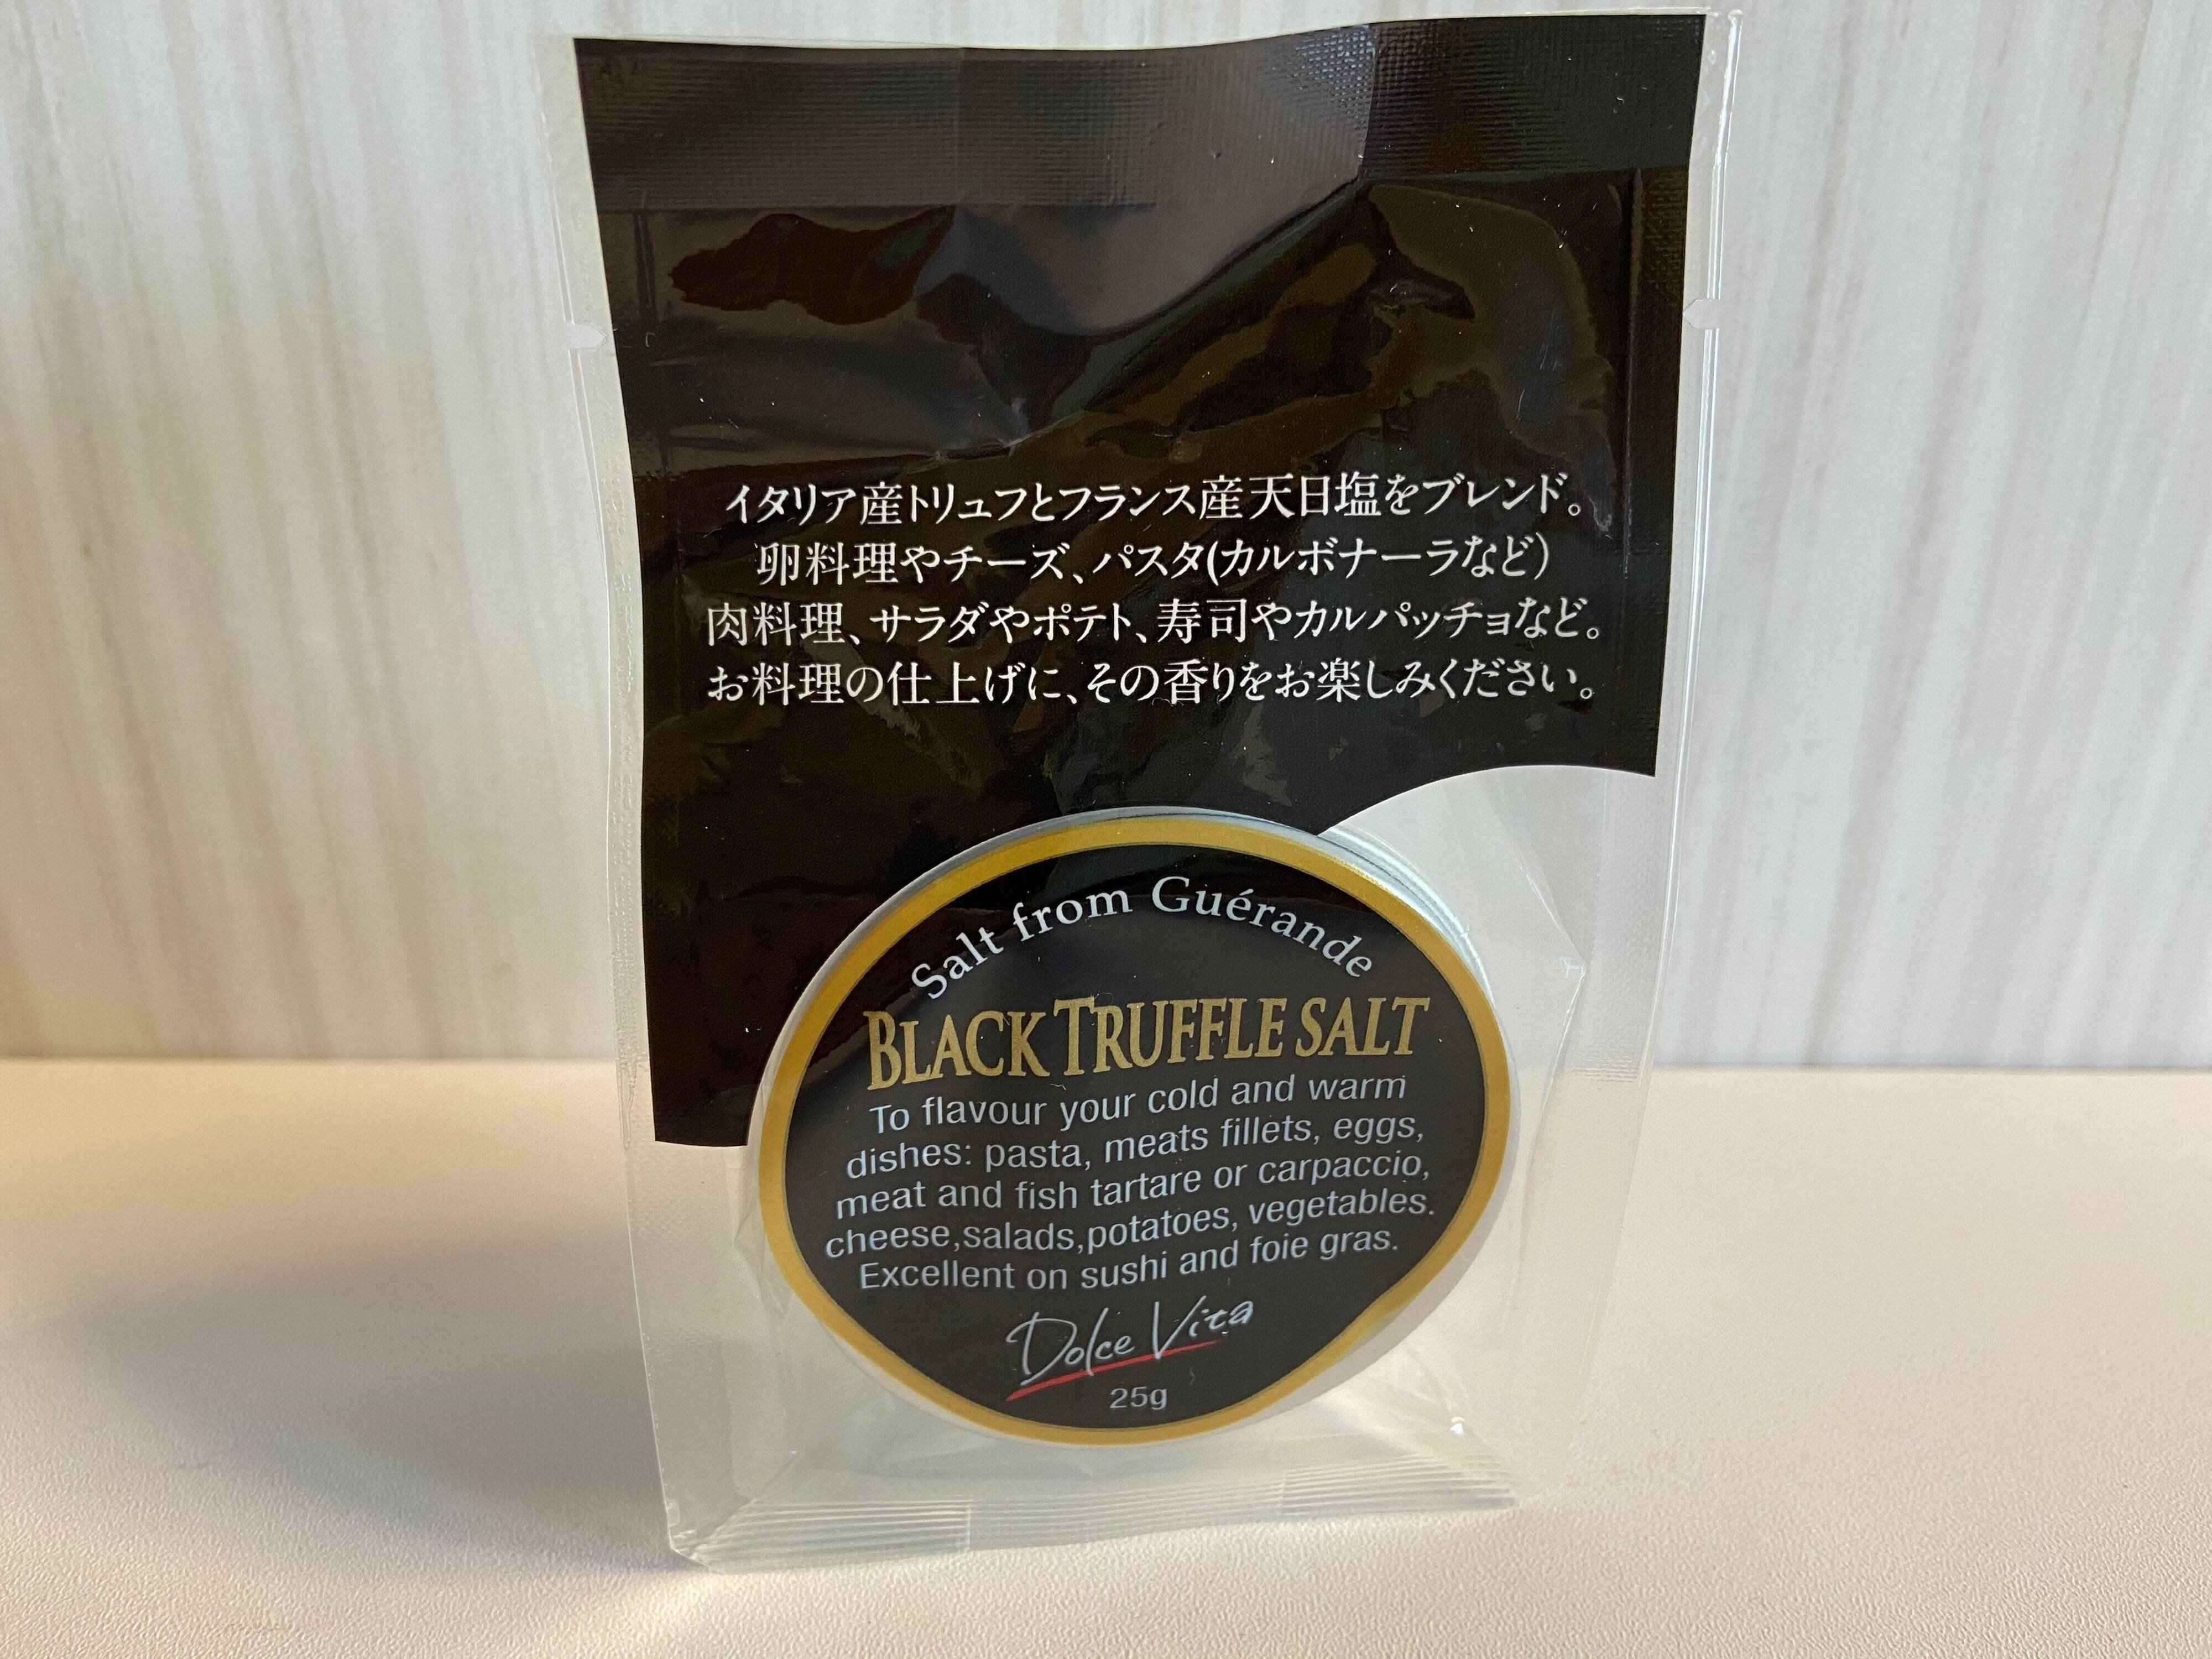 イタリア産トリュフとフランス産天日塩をブレンド。
卵料理やチーズ、パスタ(カルボナーラなど)
肉料理、サラダやポテト、寿司やカルパッチョなど。
お料理の仕上げに、その香りをお楽しみください。
Salt from Guérande
BLACK TRUFFLE SALT
To flavour your cold and warm
dishes: pasta, meats fillets, eggs,
meat and fish tartare or carpaccio,
cheese,salads,potatoes, vegetables.
Excellent on sushi and foie gras.
Dolce Vita
25g